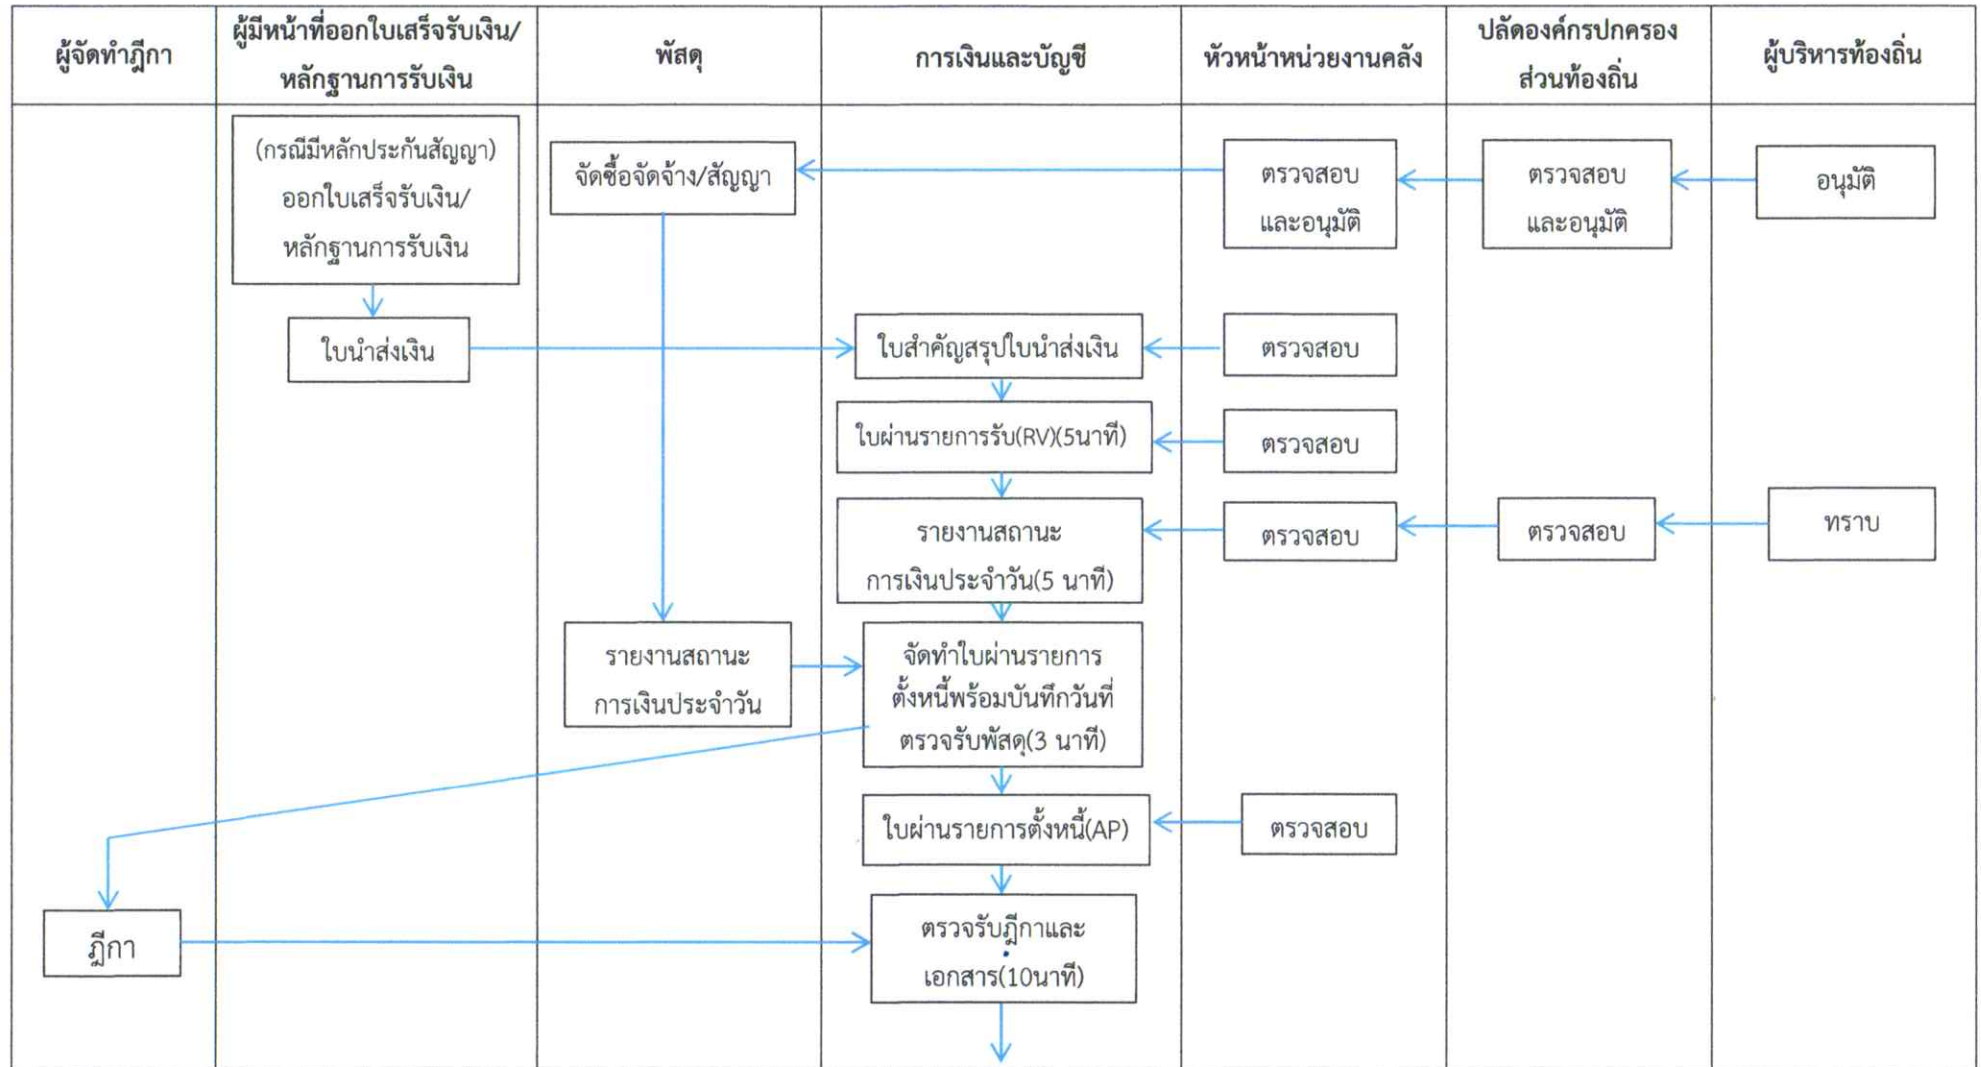 ผู้จัดทำฎีกา
ผู้มีหน้าที่ออกใบเสร็จรับเงิน/
หลักฐานการรับเงิน
พัสดุ
การเงินและบัญชี
หัวหน้าหน่วยงานคลัง
ปลัดองค์กรปกครอง
ส่วนท้องถิ่น
ผู้บริหารท้องถิ่น
(กรณีมีหลักประกันสัญญา)
ออกใบเสร็จรับเงิน/
หลักฐานการรับเงิน
จัดซื้อจัดจ้าง/สัญญา
ตรวจสอบ
และอนุมัติ
ตรวจสอบ
และอนุมัติ
อนุมัติ
ใบนำส่งเงิน
ใบสำคัญสรุปใบนำส่งเงิน
ตรวจสอบ
ใบผ่านรายการรับ(RV)(5นาที)
ตรวจสอบ
รายงานสถานะ
การเงินประจำวัน(5 นาที)
ตรวจสอบ
ตรวจสอบ
ทราบ
รายงานสถานะ
การเงินประจำวัน
จัดทำใบผ่านรายการ
ตั้งหนี้พร้อมบันทึกวันที่
ตรวจรับพัสดุ(3 นาที)
ใบผ่านรายการตั้งหนี้(AP)
ตรวจสอบ
ฎีกา
ตรวจรับฎีกาและ
เอกสาร(10นาที)